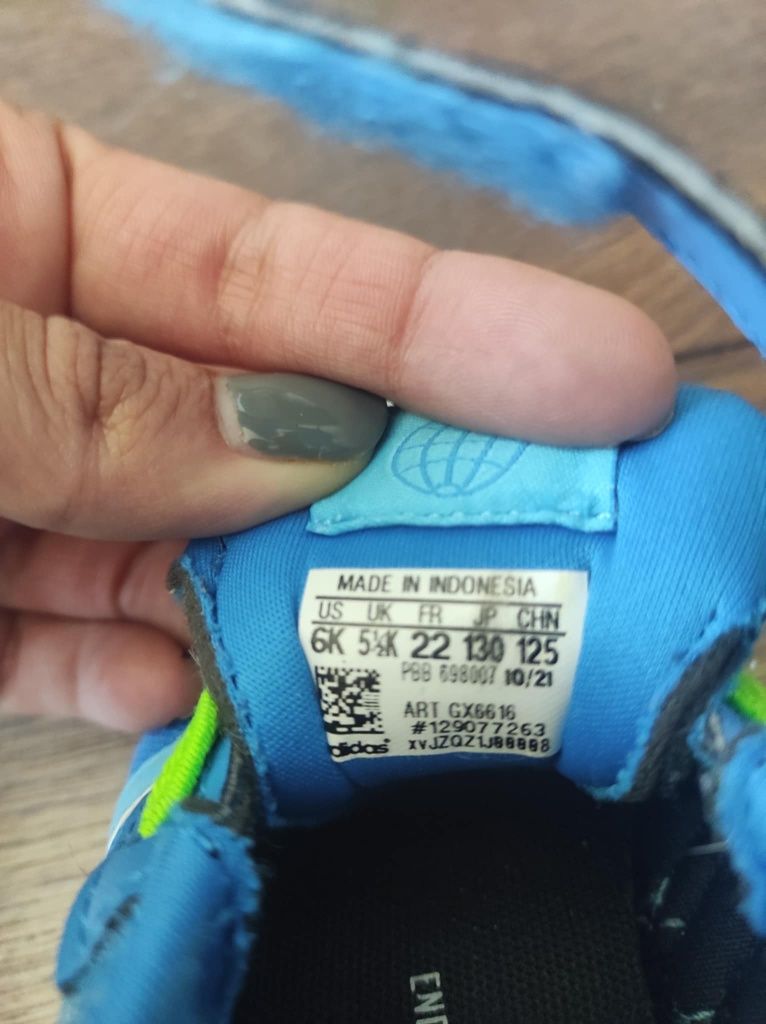 MADE IN INDONESIA
US UK FR JP CHN
6K 5½K 22 130 125
PBB 698007 10/21
ART GX6616
#129077263
adidas
END